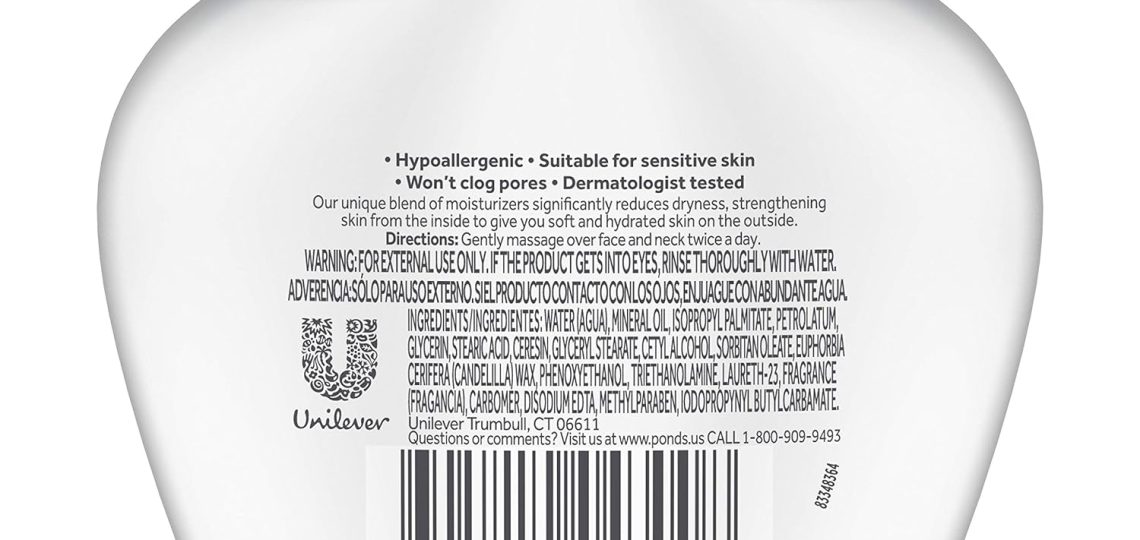 • Hypoallergenic • Suitable for sensitive skin
• Won't clog pores • Dermatologist tested
Our unique blend of moisturizers significantly reduces dryness, strengthening
skin from the inside to give you soft and hydrated skin on the outside.
Directions: Gently massage over face and neck twice a day.
WARNING: FOR EXTERNAL USE ONLY. IF THE PRODUCT GETS INTO EYES, RINSE THOROUGHLY WITH WATER.
ADVERENCIA: SÓLO PARA USO EXTERNO. SI EL PRODUCTO CONTACTO CON LOS OJOS, ENJUAGUE CON ABUNDANTE AGUA.
INGREDIENTS/INGREDIENTES: WATER (AGUA), MINERAL OIL, ISOPROPYL PALMITATE, PETROLATUM,
GLYCERIN, STEARIC ACID, CERESIN, GLYCERYL STEARATE, CETYL ALCOHOL, SORBITAN OLEATE, EUPHORBIA
CERIFERA (CANDELILLA) WAX, PHENOXYETHANOL, TRIETHANOLAMINE, LAURETH-23, FRAGRANCE
(FRAGANCIA), CARBOMER, DISODIUM EDTA, METHYLPARABEN, IODOPROPYNYL BUTYLCARBAMATE.
Unilever
Unilever Trumbull, CT 06611
Questions or comments? Visit us at www.ponds.us CALL 1-800-909-9493
83348364